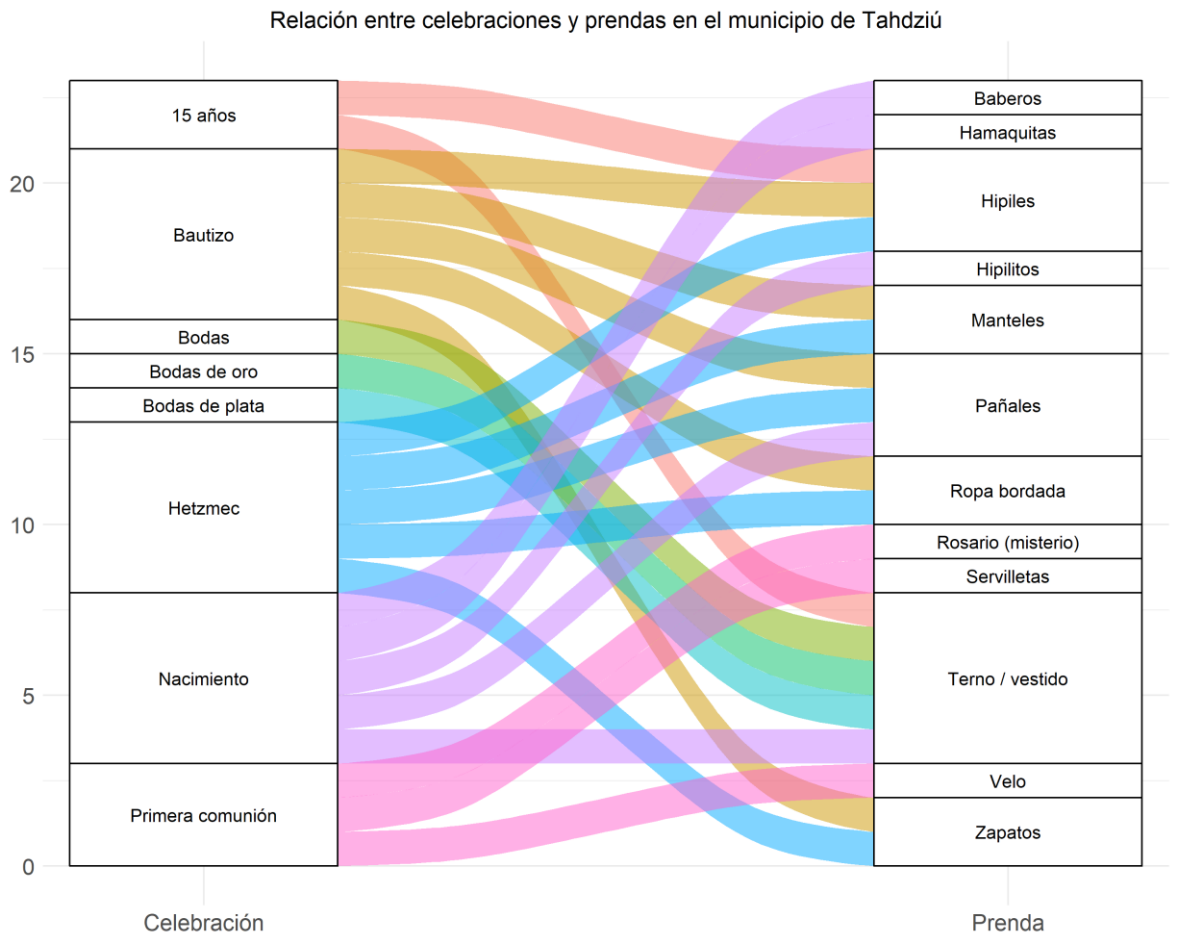 Relación entre celebraciones y prendas en el municipio de Tahdziú
15 años
Bautizo
Bodas
Bodas de oro
Bodas de plata
Hetzmec
Nacimiento
Primera comunión
Baberos
Hamaquitas
Hipiles
Hipilitos
Manteles
Pañales
Ropa bordada
Rosario (misterio)
Servilletas
Terno / vestido
Velo
Zapatos
20
15
10
5
0
Celebración
Prenda